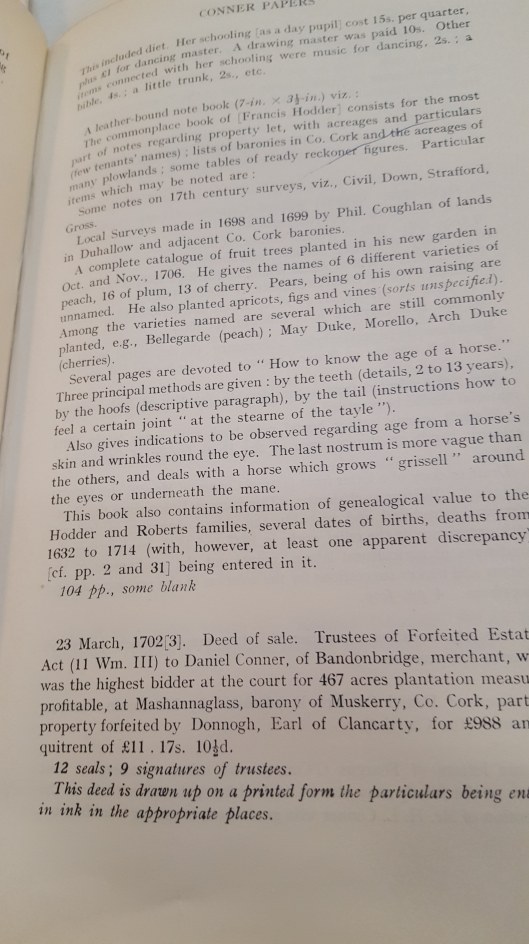 CONNER PAPERS
This included diet. Her schooling [as a day pupil] cost 15s. per quarter,
plus £1 for dancing master. A drawing master was paid 10s. Other
items connected with her schooling were music for dancing, 2s. ; a
bible, 4s. ; a little trunk, 2s., etc.
A leather-bound note book (7-in. × 3½-in.) viz. :
The commonplace book of [Francis Hodder] consists for the most
part of notes regarding property let, with acreages and particulars
(few tenants' names) ; lists of baronies in Co. Cork and the acreages of
many plowlands ; some tables of ready reckoner figures. Particular
items which may be noted are :
Some notes on 17th century surveys, viz., Civil, Down, Strafford,
Gross.
Local Surveys made in 1698 and 1699 by Phil. Coughlan of lands
in Duhallow and adjacent Co. Cork baronies.
A complete catalogue of fruit trees planted in his new garden in
Oct. and Nov., 1706. He gives the names of 6 different varieties of
peach, 16 of plum, 13 of cherry. Pears, being of his own raising are
unnamed. He also planted apricots, figs and vines (sorts unspecified).
Among the varieties named are several which are still commonly
planted, e.g., Bellegarde (peach) ; May Duke, Morello, Arch Duke
(cherries).
Several pages are devoted to " How to know the age of a horse."
Three principal methods are given : by the teeth (details, 2 to 13 years),
by the hoofs (descriptive paragraph), by the tail (instructions how to
feel a certain joint " at the stearne of the tayle ").
Also gives indications to be observed regarding age from a horse's
skin and wrinkles round the eye. The last nostrum is more vague than
the others, and deals with a horse which grows " grissell " around
the eyes or underneath the mane.
This book also contains information of genealogical value to the
Hodder and Roberts families, several dates of births, deaths from
1632 to 1714 (with, however, at least one apparent discrepancy
[cf. pp. 2 and 31] being entered in it.
104 pp., some blank
23 March, 1702[3]. Deed of sale. Trustees of Forfeited Estat
Act (11 Wm. III) to Daniel Conner, of Bandonbridge, merchant, w
was the highest bidder at the court for 467 acres plantation measu
profitable, at Mashannaglass, barony of Muskerry, Co. Cork, part
property forfeited by Donnogh, Earl of Clancarty, for £988 an
quitrent of £11 . 17s. 10½d.
12 seals ; 9 signatures of trustees.
This deed is drawn up on a printed form the particulars being ent
in ink in the appropriate places.